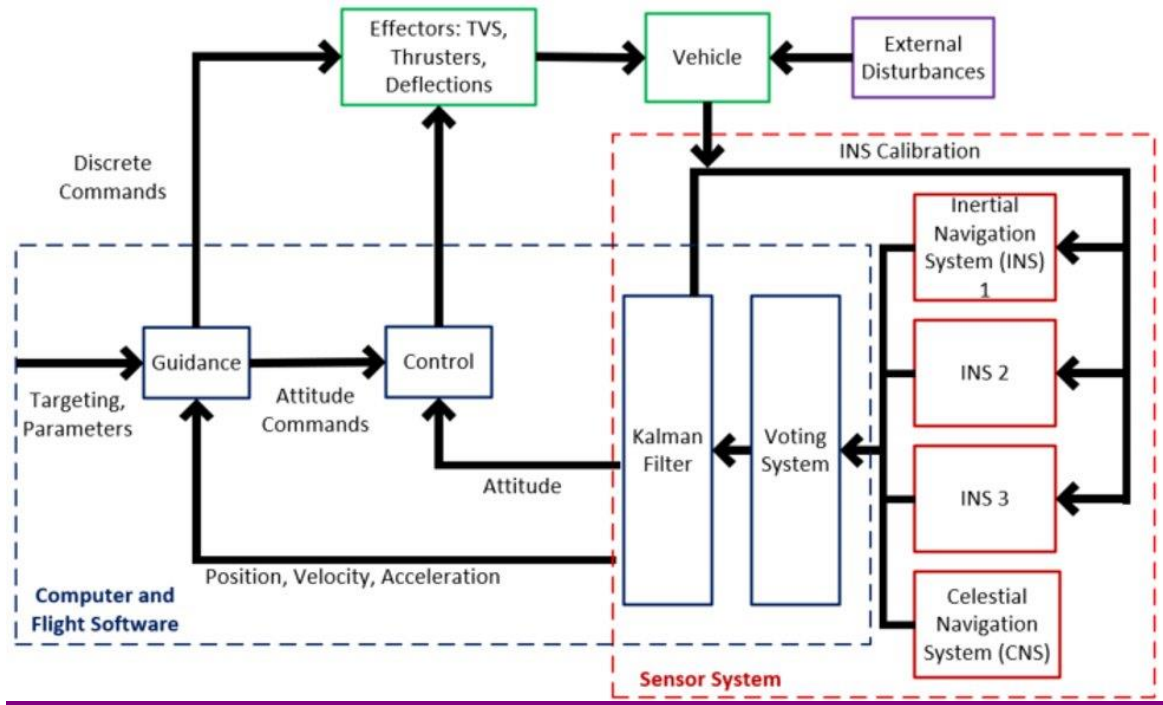 Effectors: TVS,
Thrusters,
Deflections
Vehicle
External
Disturbances
Discrete
Commands
INS Calibration
Inertial
Navigation
System (INS)
1
Guidance
Control
Targeting,
Parameters
Attitude
Commands
INS 2
Kalman
Filter
Voting
System
Attitude
INS 3
Position, Velocity, Acceleration
Computer and
Flight Software
Celestial
Navigation
System (CNS)
Sensor System